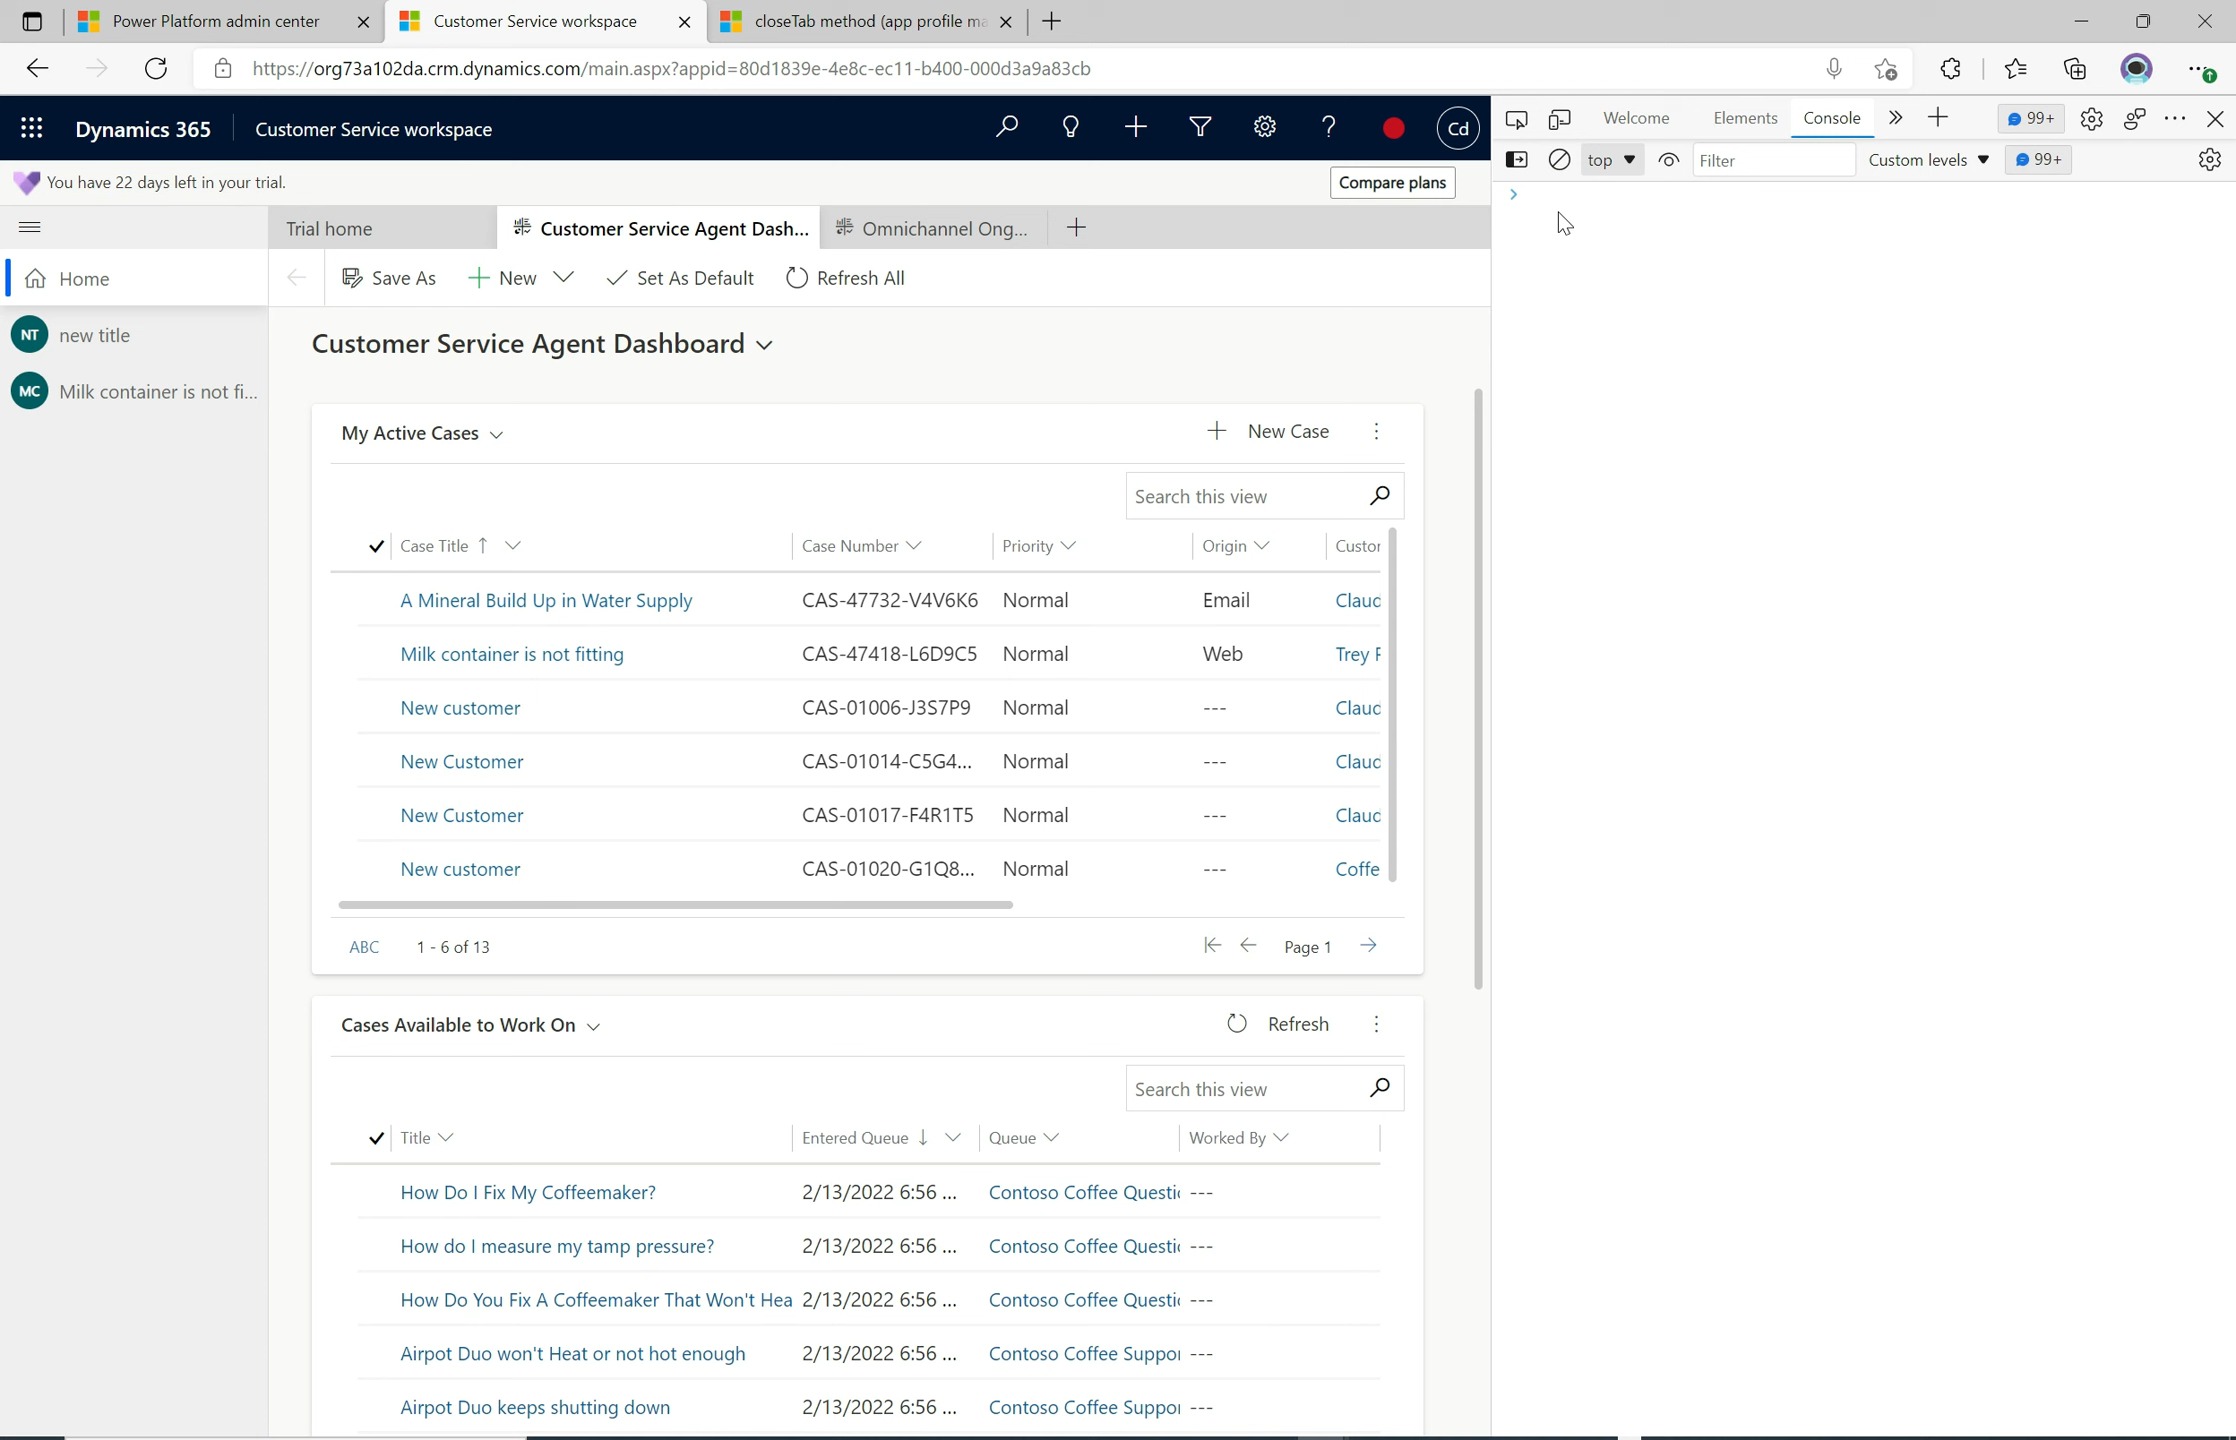 Power Platform admin center
Customer Service workspace
closeTab method (app profile ma
https://org73a102da.crm.dynamics.com/main.aspx?appid=80d1839e-4e8c-ec11-b400-000d3a9a83cb
Dynamics 365
Customer Service workspace
Cd
You have 22 days left in your trial.
Compare plans
Trial home
Customer Service Agent Dash...
Omnichannel Ong...
Home
NT new title
MC Milk container is not fi...
Save As
New
Set As Default
Refresh All
Customer Service Agent Dashboard
My Active Cases
New Case
Search this view
Case Title Case Number Priority Origin Custor
A Mineral Build Up in Water Supply CAS-47732-V4V6K6 Normal Email Claud
Milk container is not fitting CAS-47418-L6D9C5 Normal Web Trey F
New customer CAS-01006-J3S7P9 Normal --- Claud
New Customer CAS-01014-C5G4... Normal --- Claud
New Customer CAS-01017-F4R1T5 Normal --- Claud
New customer CAS-01020-G1Q8... Normal --- Coffe
ABC 1 - 6 of 13 Page 1
Cases Available to Work On
Refresh
Search this view
Title Entered Queue Queue Worked By
How Do I Fix My Coffeemaker? 2/13/2022 6:56 ... Contoso Coffee Questic ---
How do I measure my tamp pressure? 2/13/2022 6:56 ... Contoso Coffee Questic ---
How Do You Fix A Coffeemaker That Won't Hea 2/13/2022 6:56 ... Contoso Coffee Questic ---
Airpot Duo won't Heat or not hot enough 2/13/2022 6:56 ... Contoso Coffee Suppor ---
Airpot Duo keeps shutting down 2/13/2022 6:56 ... Contoso Coffee Suppor ---
Welcome Elements Console 99+
top Filter Custom levels 99+